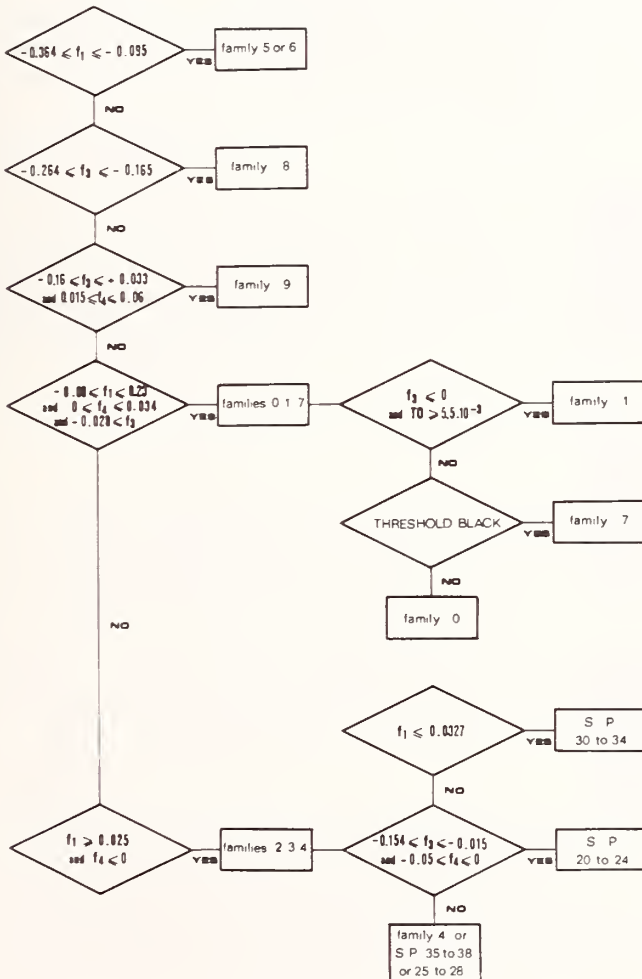 -0.364 ⩽ f₁ ⩽ -0.095
YES
family 5 or 6
NO
-0.264 ⩽ f₃ ⩽ -0.165
YES
family 8
NO
-0.16 ⩽ f₃ ⩽ + 0.033
and 0.015 ⩽ f₄ ⩽ 0.06
YES
family 9
NO
-0.08 ⩽ f₁ ⩽ 0.23
and 0 ⩽ f₄ ⩽ 0.034
and -0.028 ⩽ f₃
YES
families 0 1 7
f₃ ⩽ 0
and TO ⩾ 5.5.10⁻³
YES
family 1
NO
THRESHOLD BLACK
YES
family 7
NO
family 0
NO
f₁ ⩽ 0.0327
YES
S P
30 to 34
NO
f₁ ⩾ 0.025
and f₄ ⩽ 0
YES
families 2 3 4
-0.154 ⩽ f₃ ⩽ -0.015
and -0.05 ⩽ f₄ ⩽ 0
YES
S P
20 to 24
NO
family 4 or
S P 35 to 38
or 25 to 28